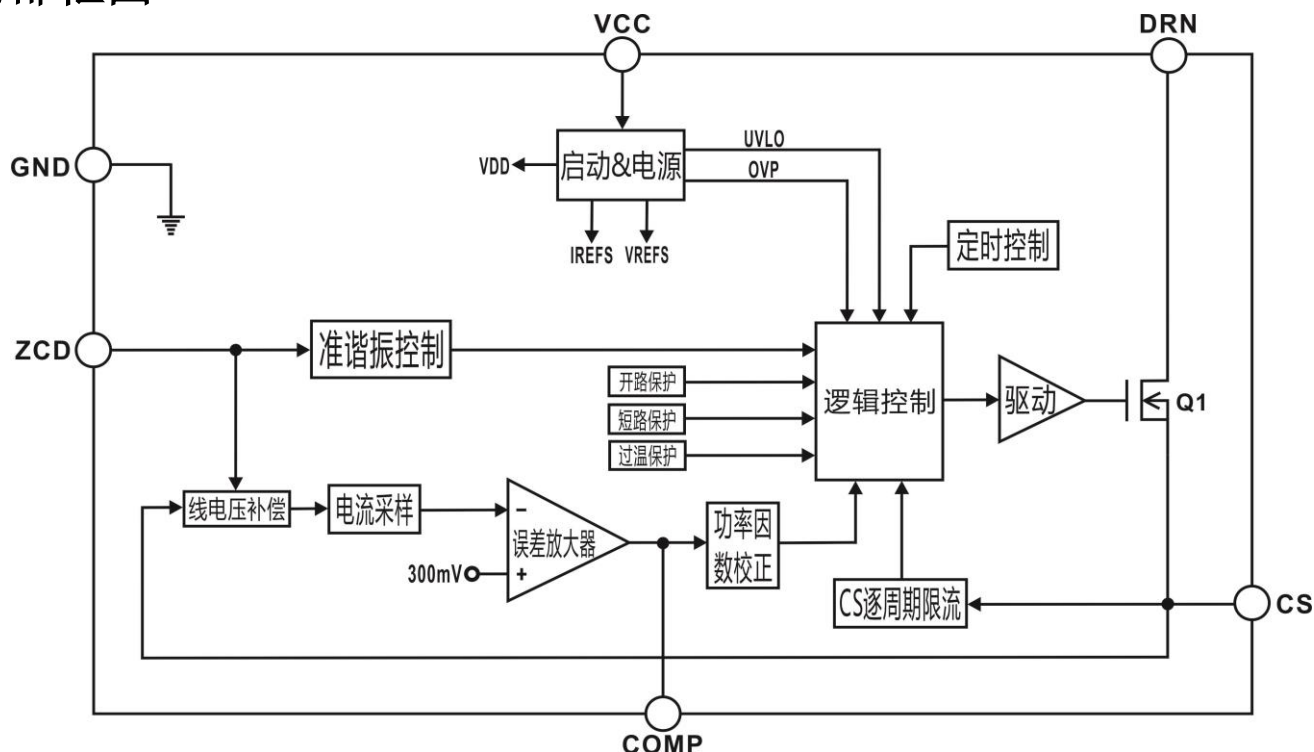 VCC
DRN
GND
启动&电源
VDD
UVLO
OVP
IREFS
VREFS
定时控制
ZCD
准谐振控制
开路保护
短路保护
过温保护
逻辑控制
驱动
Q1
线电压补偿
电流采样
−
误差放大器
300mV
+
功率因
数校正
CS逐周期限流
CS
COMP